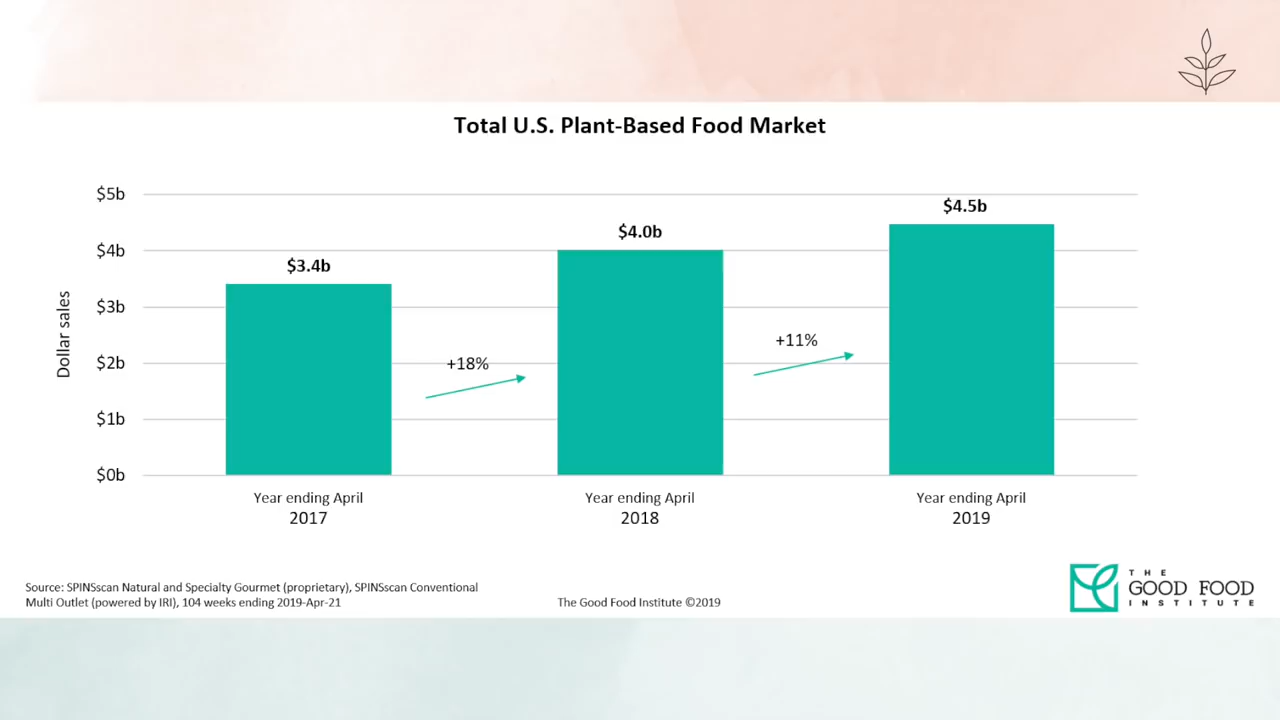 Total U.S. Plant-Based Food Market
$5b
$4b
$3b
$2b
$1b
$0b
Dollar sales
$3.4b
$4.0b
$4.5b
+18%
+11%
Year ending April
2017
Year ending April
2018
Year ending April
2019
Source: SPINSscan Natural and Specialty Gourmet (proprietary), SPINSscan Conventional
Multi Outlet (powered by IRI), 104 weeks ending 2019-Apr-21
The Good Food Institute ©2019
THE
GOOD FOOD
INSTITUTE